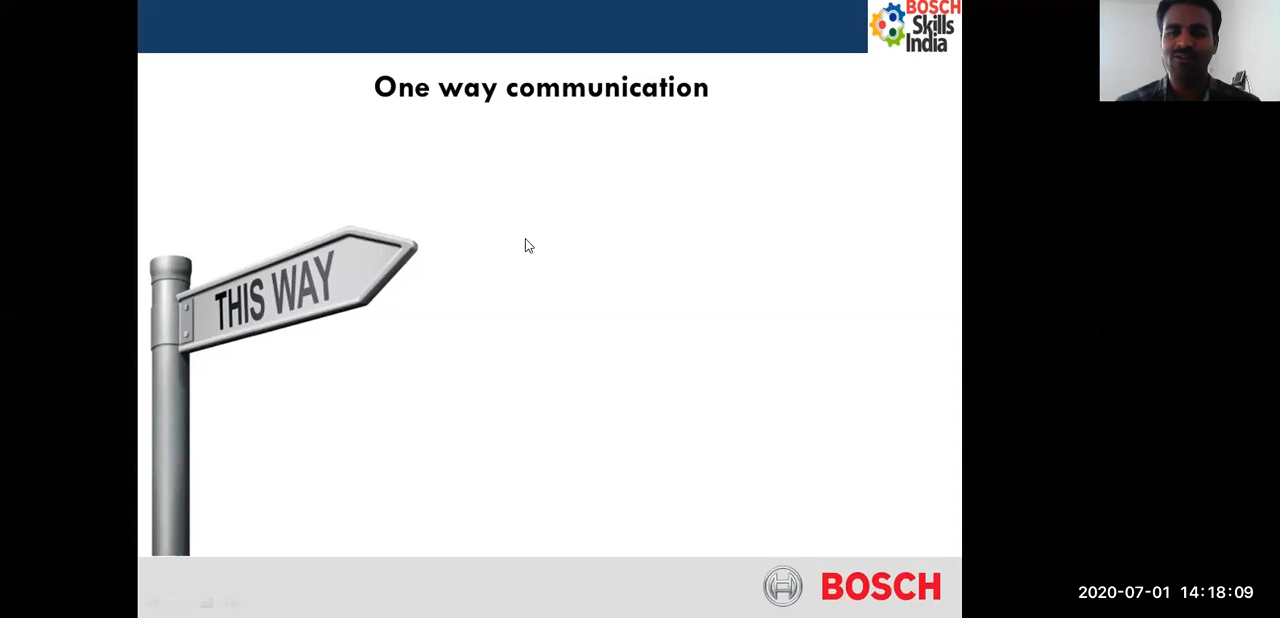 BOSCH
Skills
India
One way communication
THIS WAY
BOSCH
2020-07-01 14:18:09